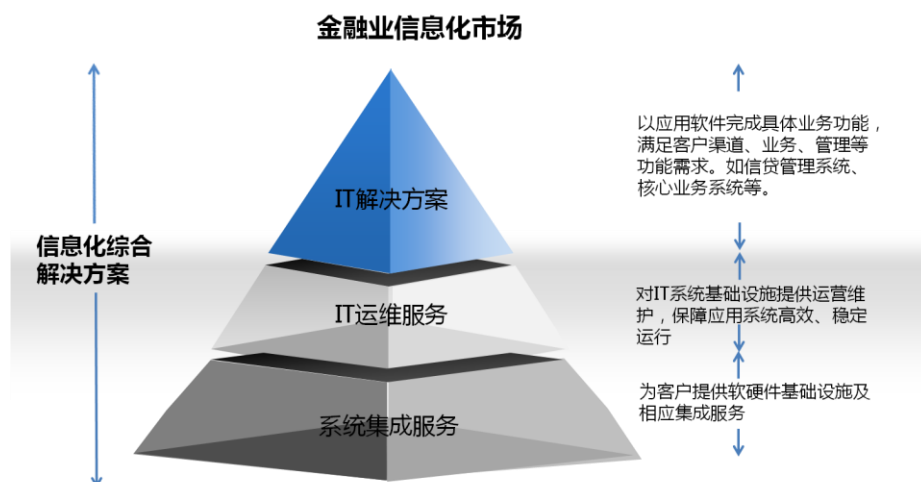 金融业信息化市场
以应用软件完成具体业务功能，
满足客户渠道、业务、管理等
功能需求。如信贷管理系统、
核心业务系统等。
IT解决方案
信息化综合
解决方案
IT运维服务
对IT系统基础设施提供运营维
护，保障应用系统高效、稳定
运行
系统集成服务
为客户提供软硬件基础设施及
相应集成服务